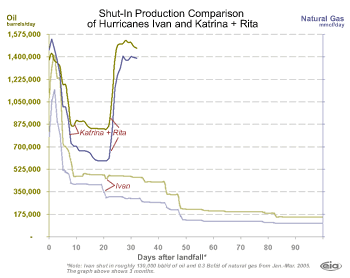 Shut-In Production Comparison
of Hurricanes Ivan and Katrina + Rita
Oil
barrels/day
Natural Gas
mmcf/day
1,575,000
1,400,000
1,225,000
1,050,000
875,000
700,000
525,000
350,000
175,000
-
Katrina + Rita
Ivan
0 10 20 30 40 50 60 70 80 90 100
Days after landfall*
*Note: Ivan shut in roughly 130,000 bbl/d of oil and 0.3 Bcf/d of natural gas from Jan.-Mar. 2005.
The graph above shows 3 months.
eia